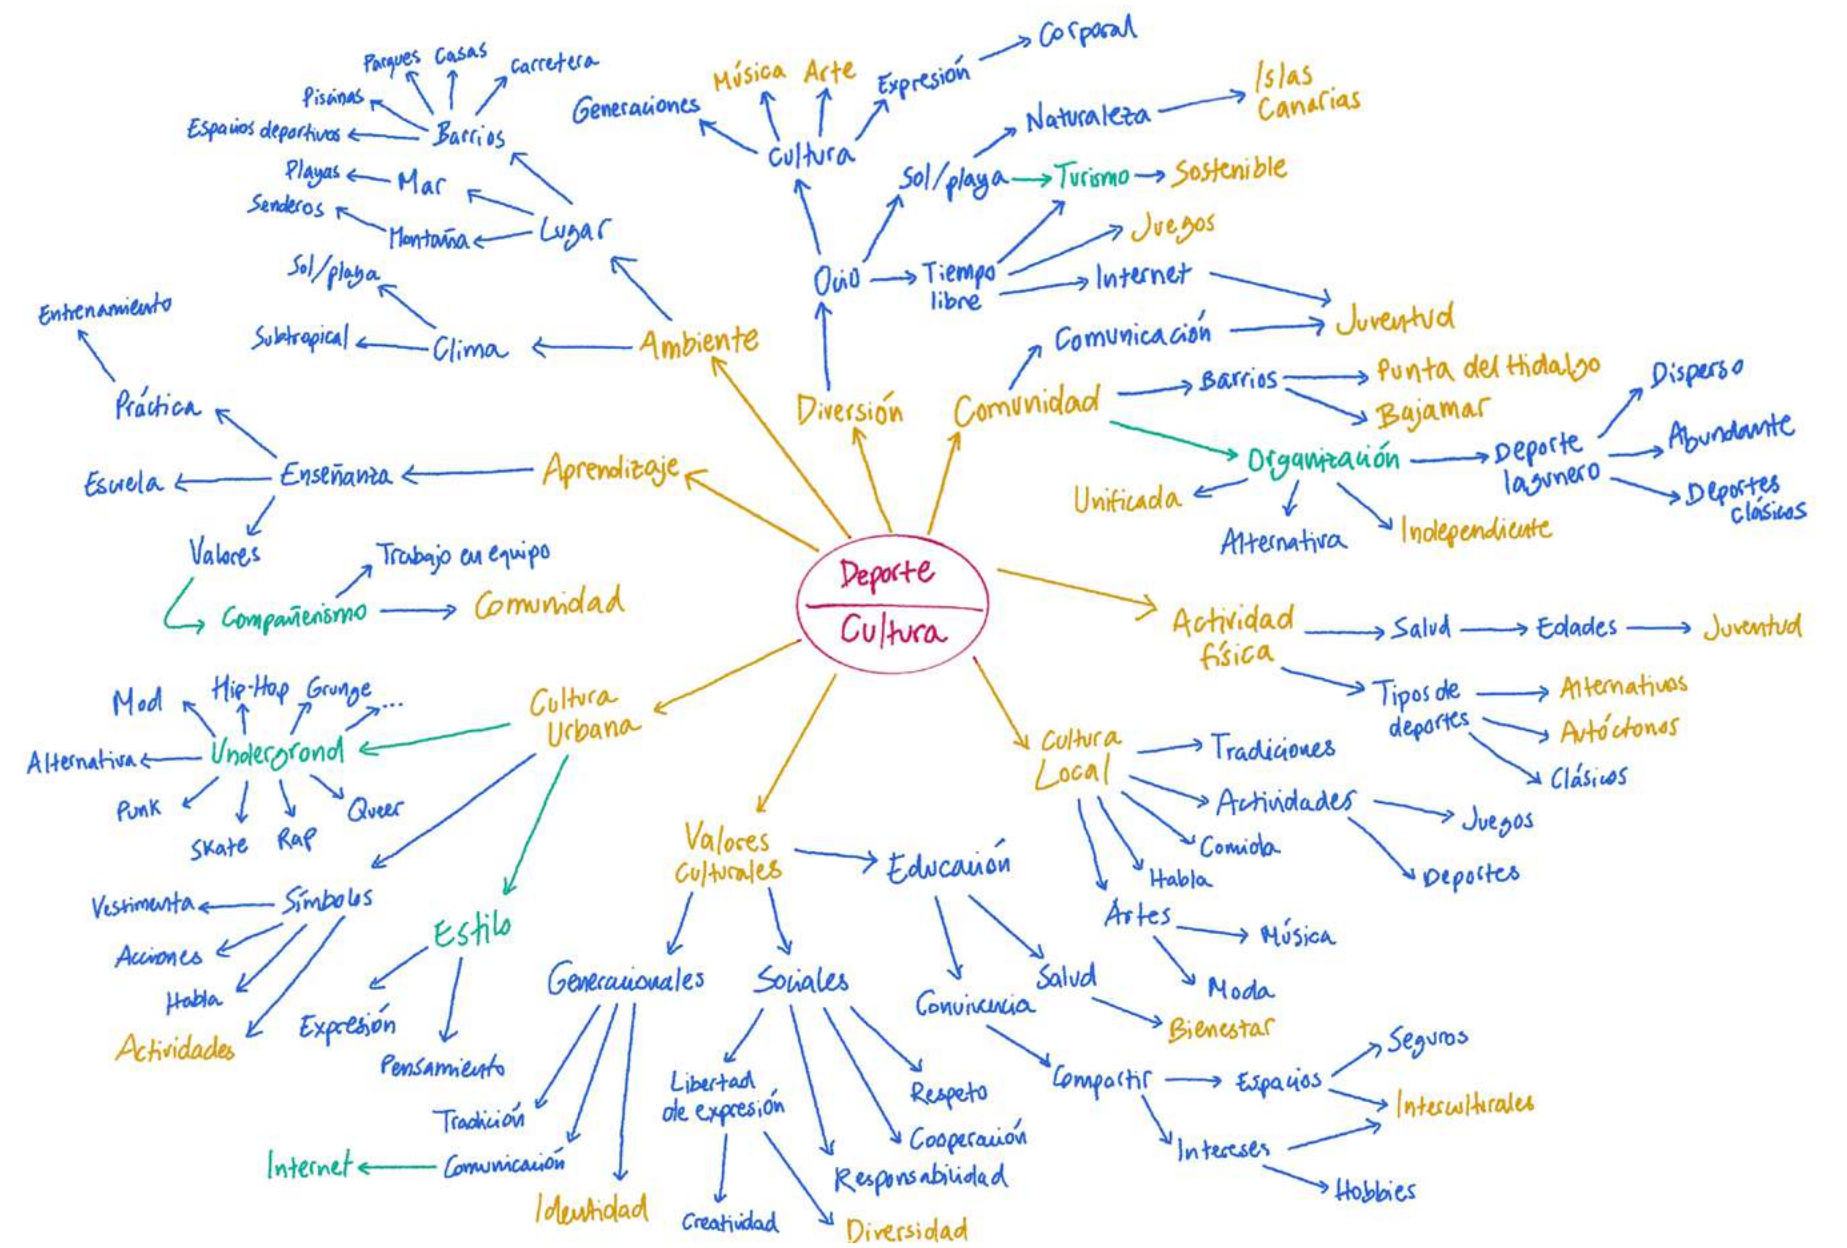 Parques Casas Carretera
Piscinas
Espacios deportivos
Barrios
Playas
Mar
Senderos
Montaña
Lugar
Sol/playa
Subtropical
Clima
Ambiente
Entrenamiento
Práctica
Escuela
Enseñanza
Aprendizaje
Valores
Compañerismo
Trabajo en equipo
Comunidad
Generaciones
Música Arte
Expresión
Corporal
Cultura
Sol/playa
Naturaleza
Islas
Canarias
Turismo
Sostenible
Ocio
Tiempo
libre
Juegos
Internet
Diversión
Comunidad
Comunicación
Juventud
Barrios
Punta del Hidalgo
Bajamar
Organización
Unificada
Alternativa
Independiente
Deporte
lagunero
Disperso
Abundante
Deportes
clásicos
Deporte
Cultura
Actividad
física
Salud
Edades
Juventud
Tipos de
deportes
Alternativos
Autóctonos
Clásicos
Cultura
Local
Tradiciones
Actividades
Juegos
Deportes
Comida
Habla
Artes
Música
Moda
Cultura
Urbana
Undergrond
Mod
Hip-Hop
Grunge
...
Alternativa
Punk
Skate
Rap
Queer
Símbolos
Vestimenta
Acciones
Habla
Actividades
Estilo
Expresión
Pensamiento
Valores
Culturales
Generacionales
Tradición
Comunicación
Internet
Identidad
Sociales
Libertad
de expresión
Creatividad
Diversidad
Responsabilidad
Cooperación
Respeto
Educación
Convivencia
Salud
Bienestar
Compartir
Espacios
Seguros
Interculturales
Intereses
Hobbies